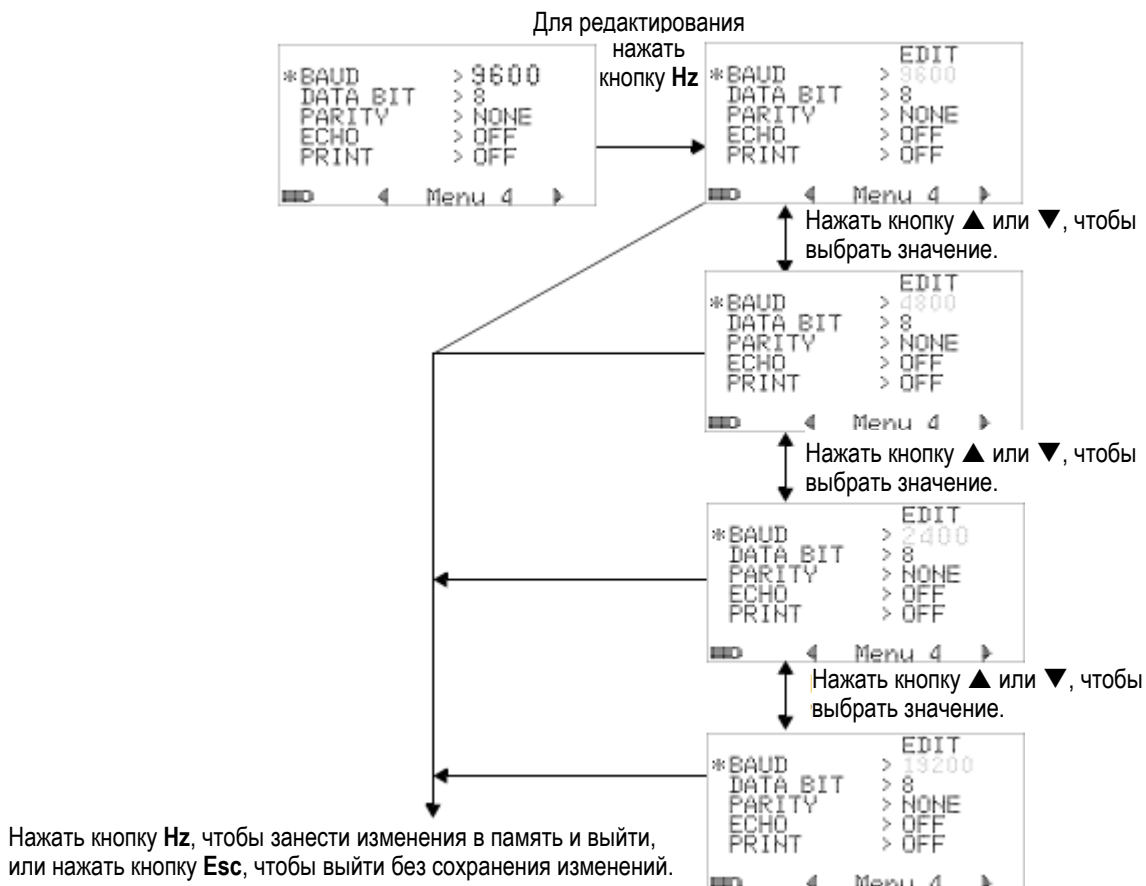 Для редактирования
нажать
кнопку Hz
*BAUD >9600
DATA BIT >8
PARITY >NONE
ECHO >OFF
PRINT >OFF
Menu 4
EDIT
*BAUD >9600
DATA BIT >8
PARITY >NONE
ECHO >OFF
PRINT >OFF
Menu 4
Нажать кнопку ▲ или ▼, чтобы
выбрать значение.
EDIT
*BAUD >4800
DATA BIT >8
PARITY >NONE
ECHO >OFF
PRINT >OFF
Menu 4
Нажать кнопку ▲ или ▼, чтобы
выбрать значение.
EDIT
*BAUD >2400
DATA BIT >8
PARITY >NONE
ECHO >OFF
PRINT >OFF
Menu 4
Нажать кнопку ▲ или ▼, чтобы
выбрать значение.
EDIT
*BAUD >19200
DATA BIT >8
PARITY >NONE
ECHO >OFF
PRINT >OFF
Menu 4
Нажать кнопку Hz, чтобы занести изменения в память и выйти,
или нажать кнопку Esc, чтобы выйти без сохранения изменений.